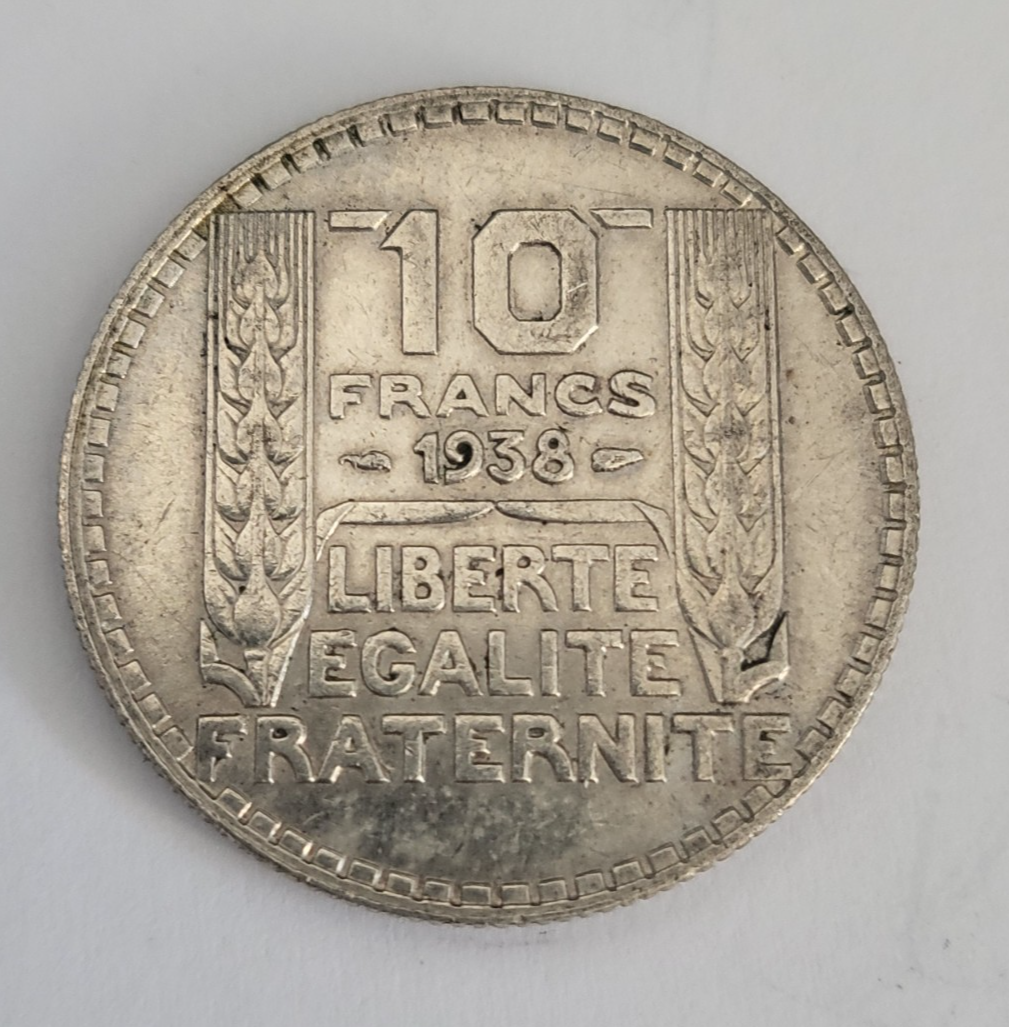 10
FRANCS
1938
LIBERTE
EGALITE
FRATERNITE